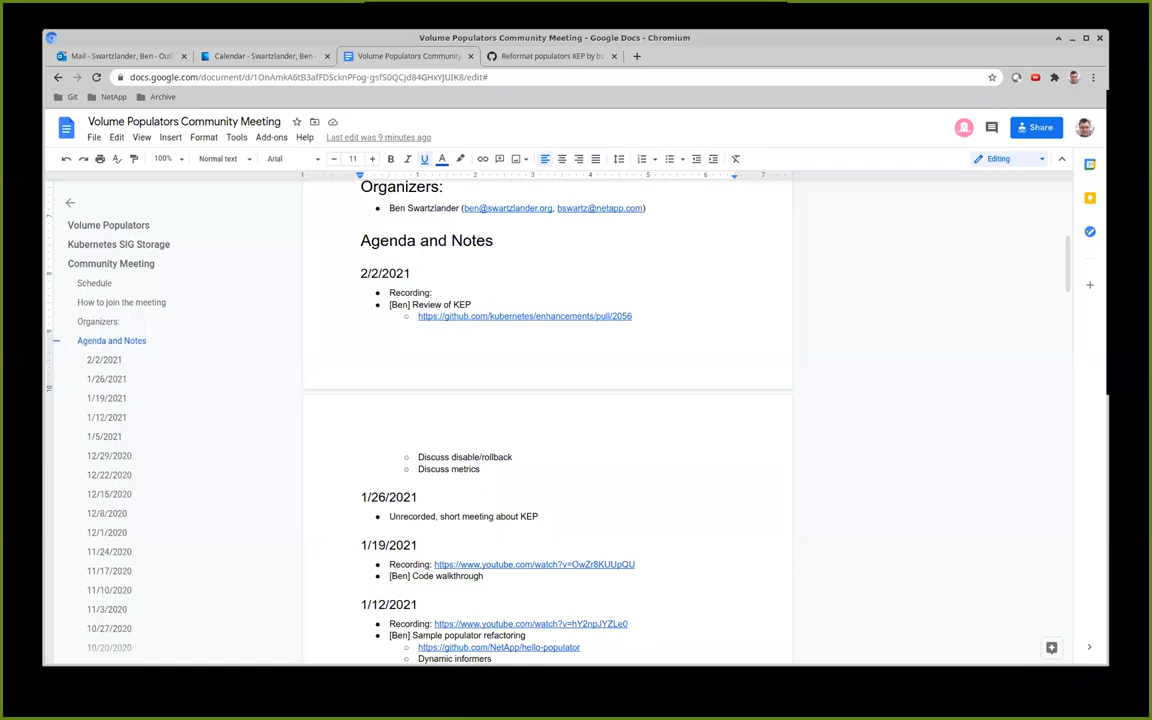 Volume Populators Community Meeting - Google Docs - Chromium
Mail - Swartzlander, Ben - Outl
Calendar - Swartzlander, Ben -
Volume Populators Community
Reformat populators KEP by bs
docs.google.com/document/d/1OnAmkA6tB3afFDScknPFog-gsfS0QCjd84GHxYJUIK8/edit#
Git NetApp Archive
Volume Populators Community Meeting
File Edit View Insert Format Tools Add-ons Help Last edit was 9 minutes ago
Share
100% Normal text Arial 11 Editing
1 1 2 3 4 5 6 7
Volume Populators
Kubernetes SIG Storage
Community Meeting
Schedule
How to join the meeting
Organizers:
Agenda and Notes
2/2/2021
1/26/2021
1/19/2021
1/12/2021
1/5/2021
12/29/2020
12/22/2020
12/15/2020
12/8/2020
12/1/2020
11/24/2020
11/17/2020
11/10/2020
11/3/2020
10/27/2020
10/20/2020
Organizers:
Ben Swartzlander (ben@swartzlander.org, bswartz@netapp.com)
Agenda and Notes
2/2/2021
Recording:
[Ben] Review of KEP
https://github.com/kubernetes/enhancements/pull/2056
Discuss disable/rollback
Discuss metrics
1/26/2021
Unrecorded, short meeting about KEP
1/19/2021
Recording: https://www.youtube.com/watch?v=OwZr8KUUpQU
[Ben] Code walkthrough
1/12/2021
Recording: https://www.youtube.com/watch?v=hY2npJYZLe0
[Ben] Sample populator refactoring
https://github.com/NetApp/hello-populator
Dynamic informers